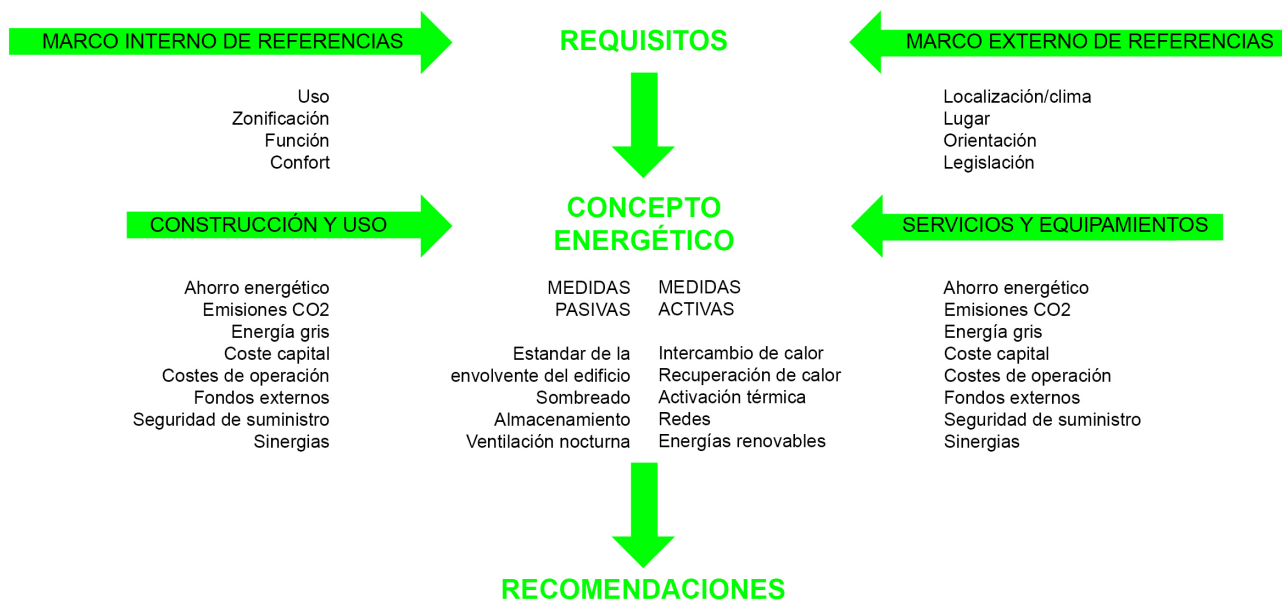 MARCO INTERNO DE REFERENCIAS
REQUISITOS
MARCO EXTERNO DE REFERENCIAS
Uso
Zonificación
Función
Confort
Localización/clima
Lugar
Orientación
Legislación
CONSTRUCCIÓN Y USO
CONCEPTO
ENERGÉTICO
SERVICIOS Y EQUIPAMIENTOS
Ahorro energético
Emisiones CO2
Energía gris
Coste capital
Costes de operación
Fondos externos
Seguridad de suministro
Sinergias
MEDIDAS
PASIVAS
Estandar de la
envolvente del edificio
Sombreado
Almacenamiento
Ventilación nocturna
MEDIDAS
ACTIVAS
Intercambio de calor
Recuperación de calor
Activación térmica
Redes
Energías renovables
Ahorro energético
Emisiones CO2
Energía gris
Coste capital
Costes de operación
Fondos externos
Seguridad de suministro
Sinergias
RECOMENDACIONES